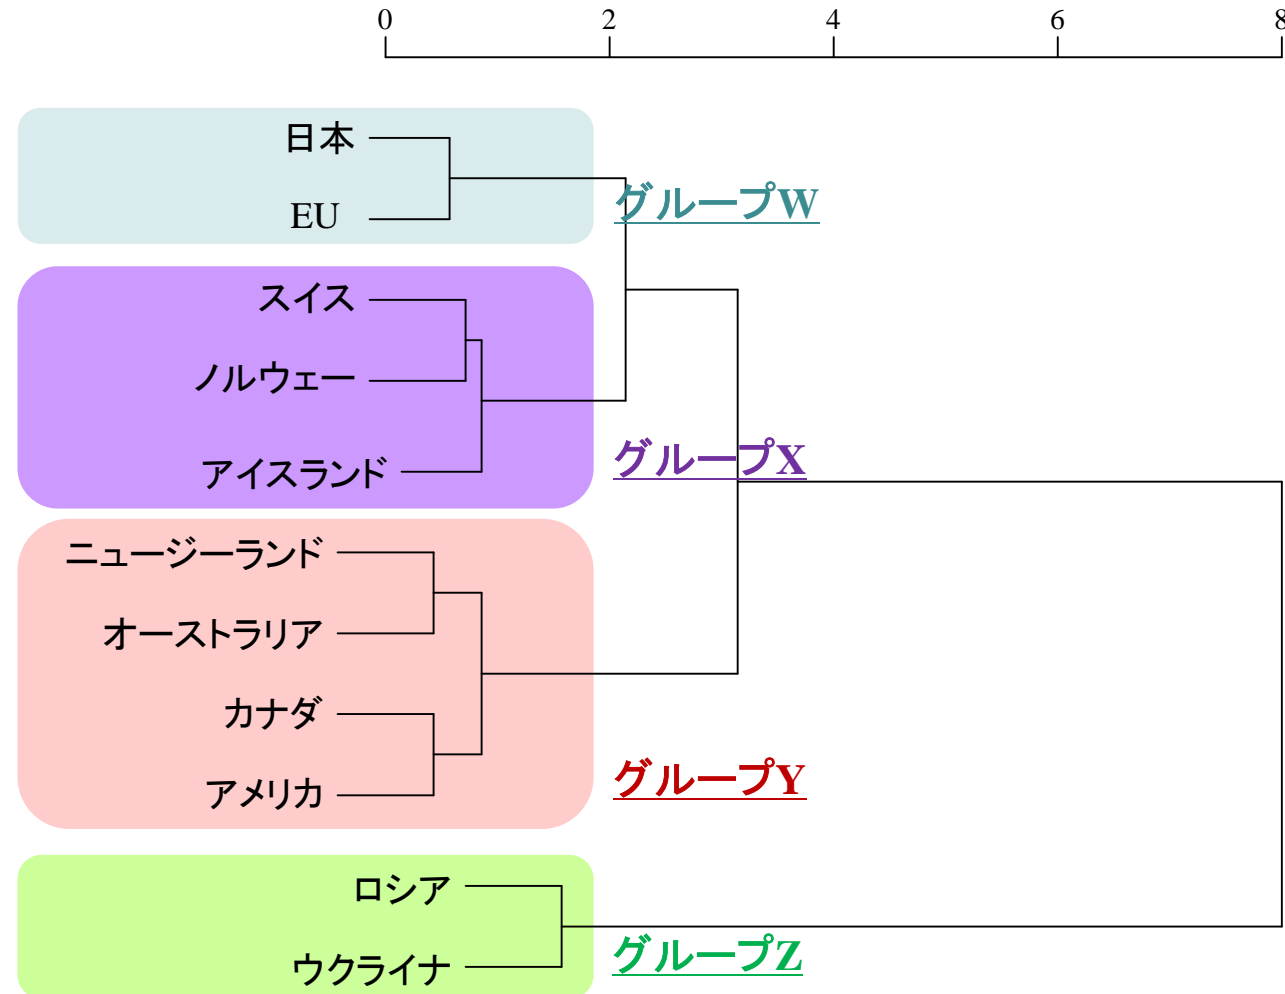 0 2 4 6 8
日本
グループW
EU
スイス
ノルウェー
グループX
アイスランド
ニュージーランド
オーストラリア
カナダ
グループY
アメリカ
ロシア
グループZ
ウクライナ